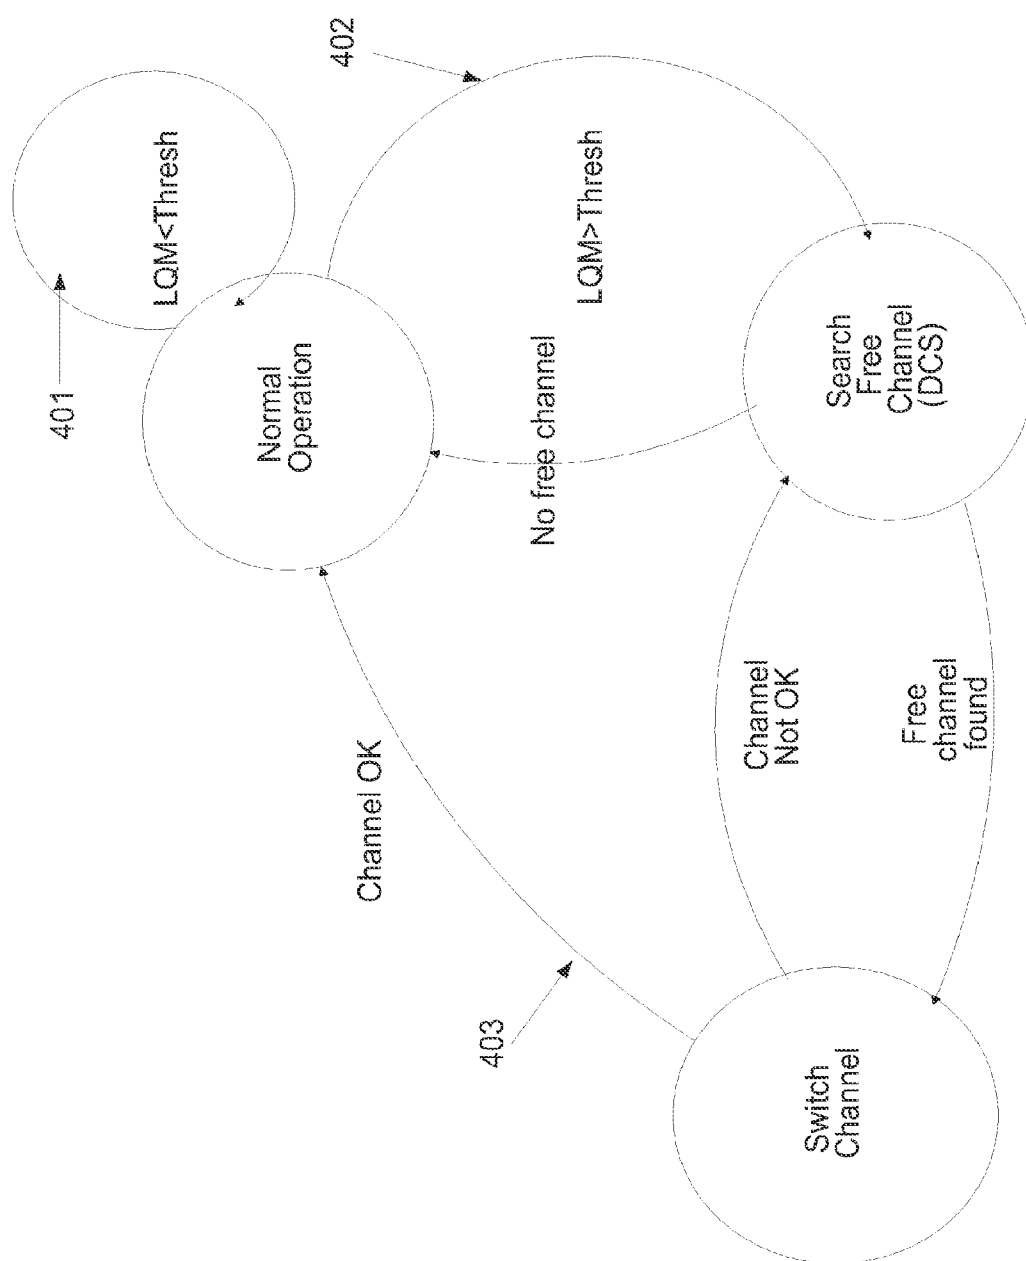 402
LQM<Thresh
401
LQM>Thresh
Normal
Operation
No free channel
Search
Free
Channel
(DCS)
Channel OK
Channel
Not OK
Free
channel
found
403
Switch
Channel